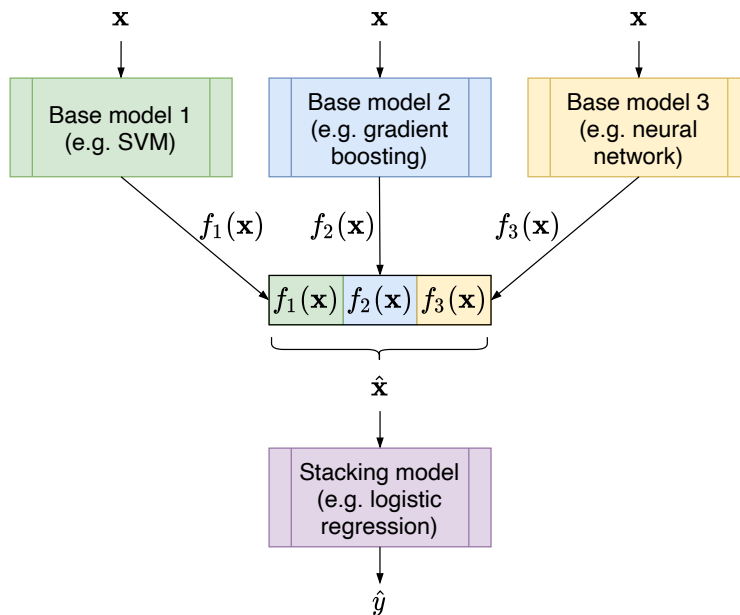 x x x
Base model 1
(e.g. SVM)
Base model 2
(e.g. gradient
boosting)
Base model 3
(e.g. neural
network)
f₁(x) f₂(x) f₃(x)
f₁(x) f₂(x) f₃(x)
x̂
Stacking model
(e.g. logistic
regression)
ŷ